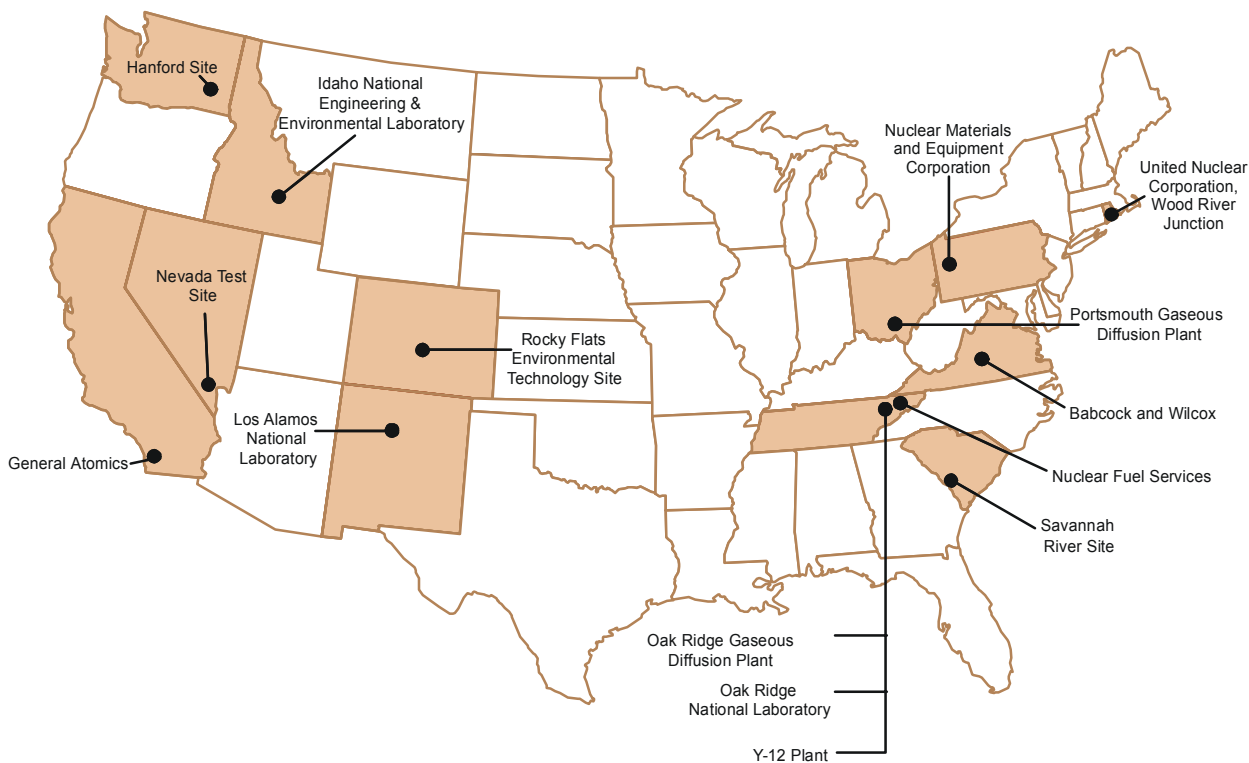 Hanford Site
Idaho National
Engineering &
Environmental Laboratory
Nuclear Materials
and Equipment
Corporation
United Nuclear
Corporation,
Wood River
Junction
Nevada Test
Site
Portsmouth Gaseous
Diffusion Plant
Rocky Flats
Environmental
Technology Site
Los Alamos
National
Laboratory
Babcock and Wilcox
General Atomics
Nuclear Fuel Services
Savannah
River Site
Oak Ridge Gaseous
Diffusion Plant
Oak Ridge
National Laboratory
Y-12 Plant